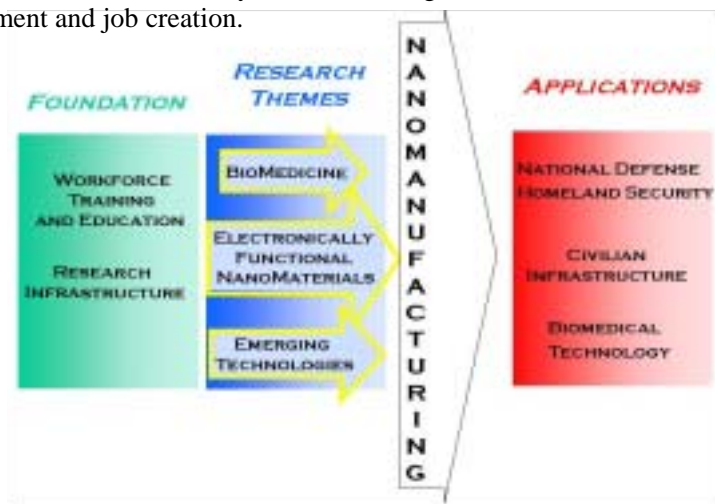 ment and job creation.
FOUNDATION
WORKFORCE
TRAINING
AND EDUCATION
RESEARCH
INFRASTRUCTURE
RESEARCH
THEMES
BIOMEDICINE
ELECTRONICALLY
FUNCTIONAL
NANOMATERIALS
EMERGING
TECHNOLOGIES
NANOMANUFACTURING
APPLICATIONS
NATIONAL DEFENSE
HOMELAND SECURITY
CIVILIAN
INFRASTRUCTURE
BIOMEDICAL
TECHNOLOGY